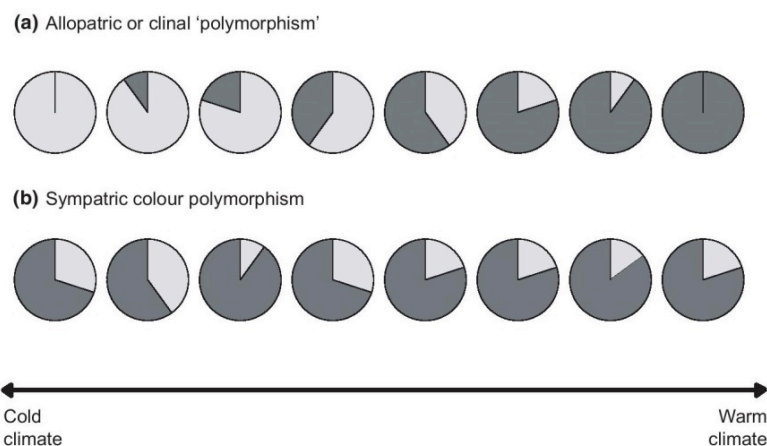 (a) Allopatric or clinal ‘polymorphism’
(b) Sympatric colour polymorphism
Cold
climate
Warm
climate